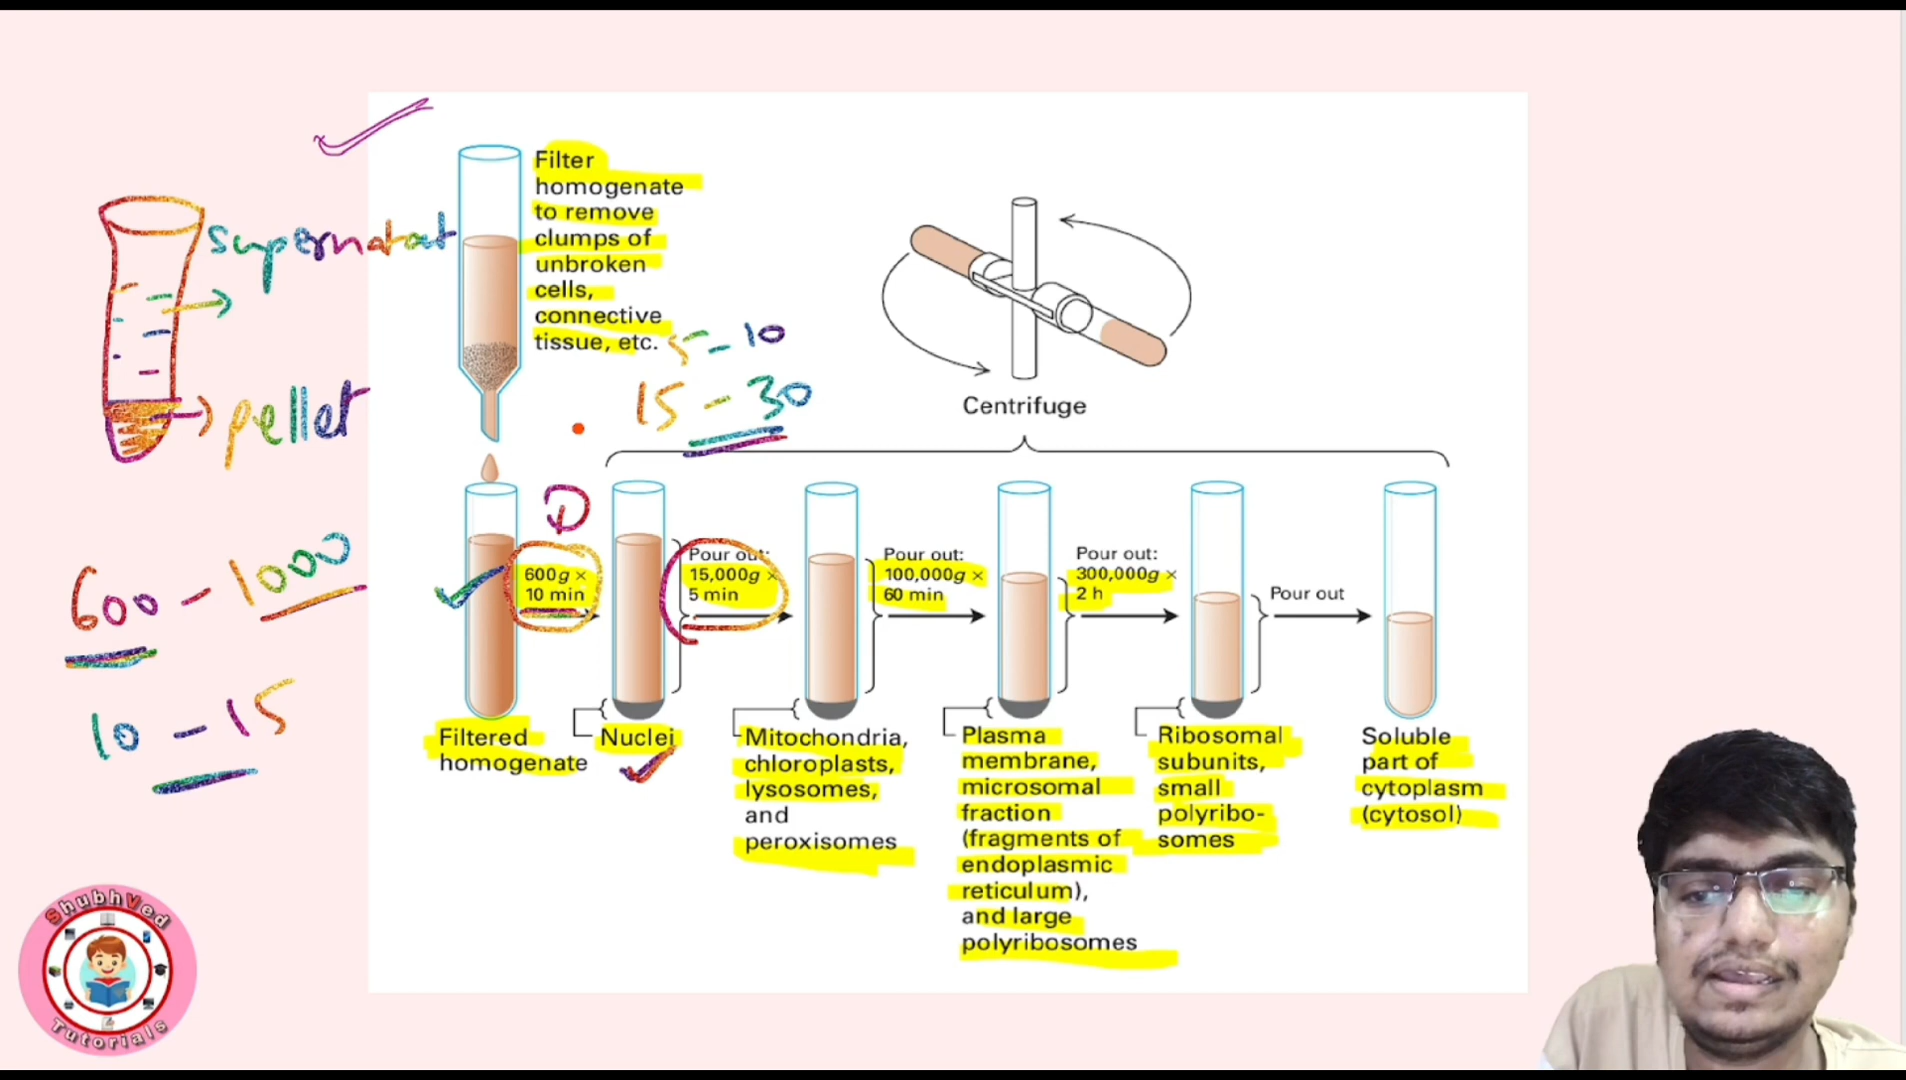 Filter
homogenate
to remove
clumps of
unbroken
cells,
connective
tissue, etc.
supernatant
pellet
5 - 10
15 - 30
Centrifuge
600 - 1000
10 - 15
D
600g ×
10 min
Pour out:
15,000g ×
5 min
Pour out:
100,000g ×
60 min
Pour out:
300,000g ×
2 h
Pour out
Filtered
homogenate
Nuclei
Mitochondria,
chloroplasts,
lysosomes,
and
peroxisomes
Plasma
membrane,
microsomal
fraction
(fragments of
endoplasmic
reticulum),
and large
polyribosomes
Ribosomal
subunits,
small
polyribo-
somes
Soluble
part of
cytoplasm
(cytosol)
ShubhVed
Tutorials